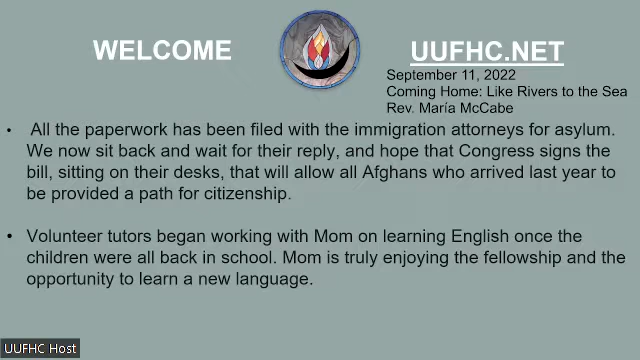 WELCOME
UUFHC.NET
September 11, 2022
Coming Home: Like Rivers to the Sea
Rev. María McCabe
• All the paperwork has been filed with the immigration attorneys for asylum.
We now sit back and wait for their reply, and hope that Congress signs the
bill, sitting on their desks, that will allow all Afghans who arrived last year to
be provided a path for citizenship.
• Volunteer tutors began working with Mom on learning English once the
children were all back in school. Mom is truly enjoying the fellowship and the
opportunity to learn a new language.
UUFHC Host